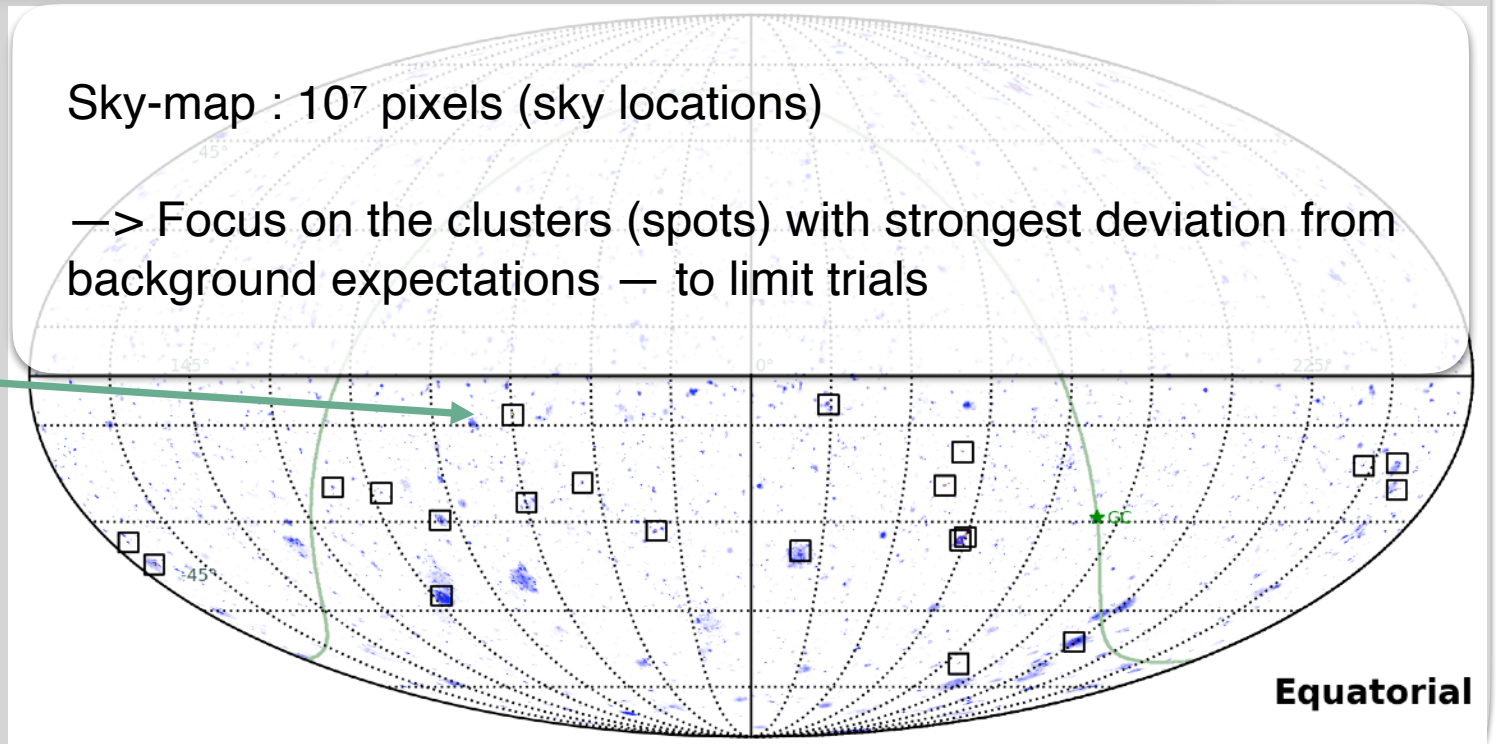 Sky-map : 10⁷ pixels (sky locations)
45°
—> Focus on the clusters (spots) with strongest deviation from
background expectations — to limit trials
145°
0°
225°
GC
-45°
Equatorial